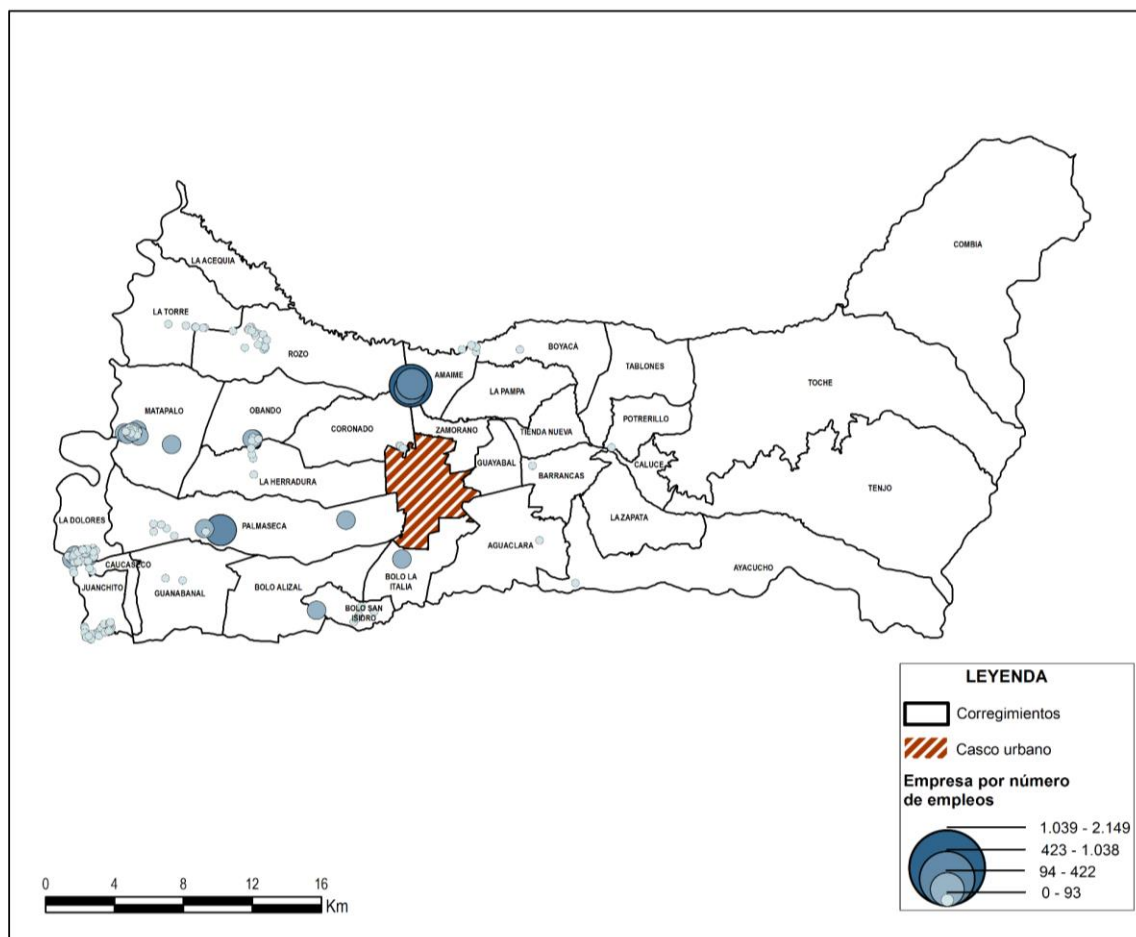 COMBIA
LA ACEQUIA
LA TORRE
ROZO
AMAIME
BOYACÁ
TABLONES
TOCHE
LA PAMPA
MATAPALO
OBANDO
CORONADO
ZAMORANO
TIENDA NUEVA
POTRERILLO
GUAYABAL
CALUCE
BARRANCAS
LA HERRADURA
TENJO
LA DOLORES
PALMASECA
LA ZAPATA
AGUACLARA
CAUCASECO
AYACUCHO
JUANCHITO
GUANABANAL
BOLO ALIZAL
BOLO LA
ITALIA
BOLO SAN
ISIDRO
LEYENDA
Corregimientos
Casco urbano
Empresa por número
de empleos
1.039 - 2.149
423 - 1.038
94 - 422
0 - 93
0 4 8 12 16
Km